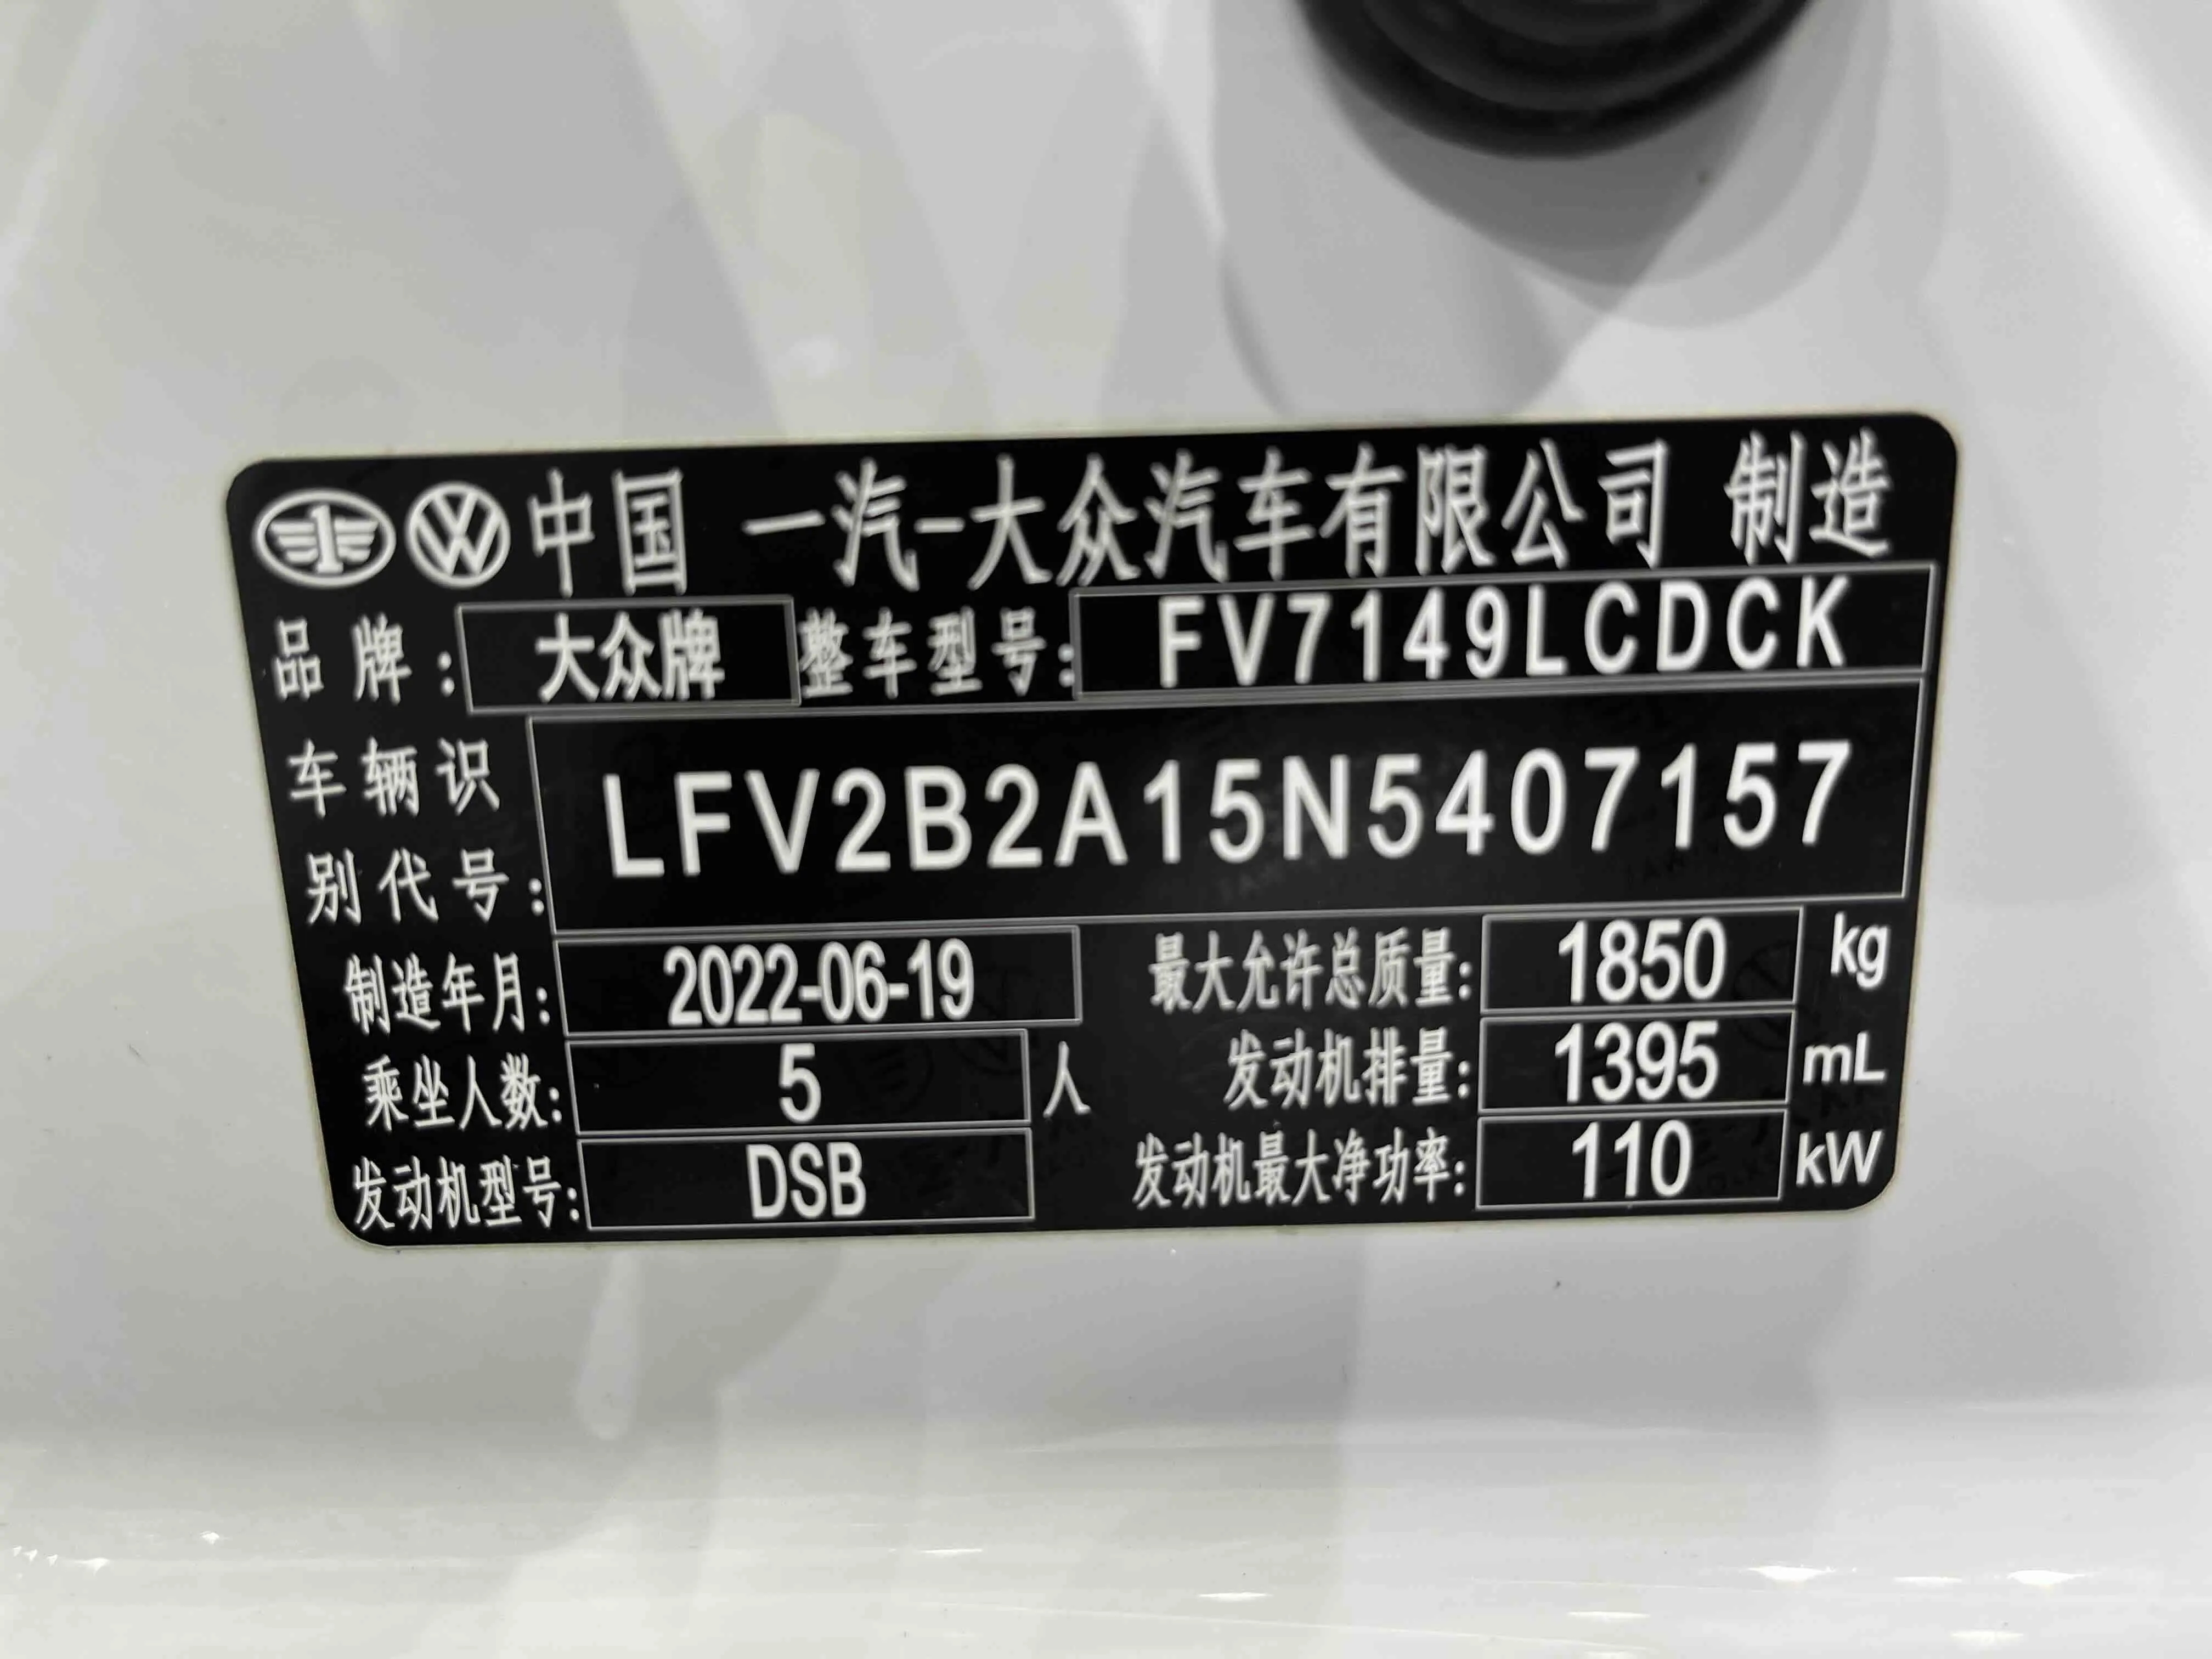 中国 一汽-大众汽车有限公司 制造
品牌: 大众牌 整车型号: FV7149LCDCK
车辆识别代号: LFV2B2A15N5407157
制造年月: 2022-06-19 最大允许总质量: 1850 kg
乘坐人数: 5 人 发动机排量: 1395 mL
发动机型号: DSB 发动机最大净功率: 110 kW